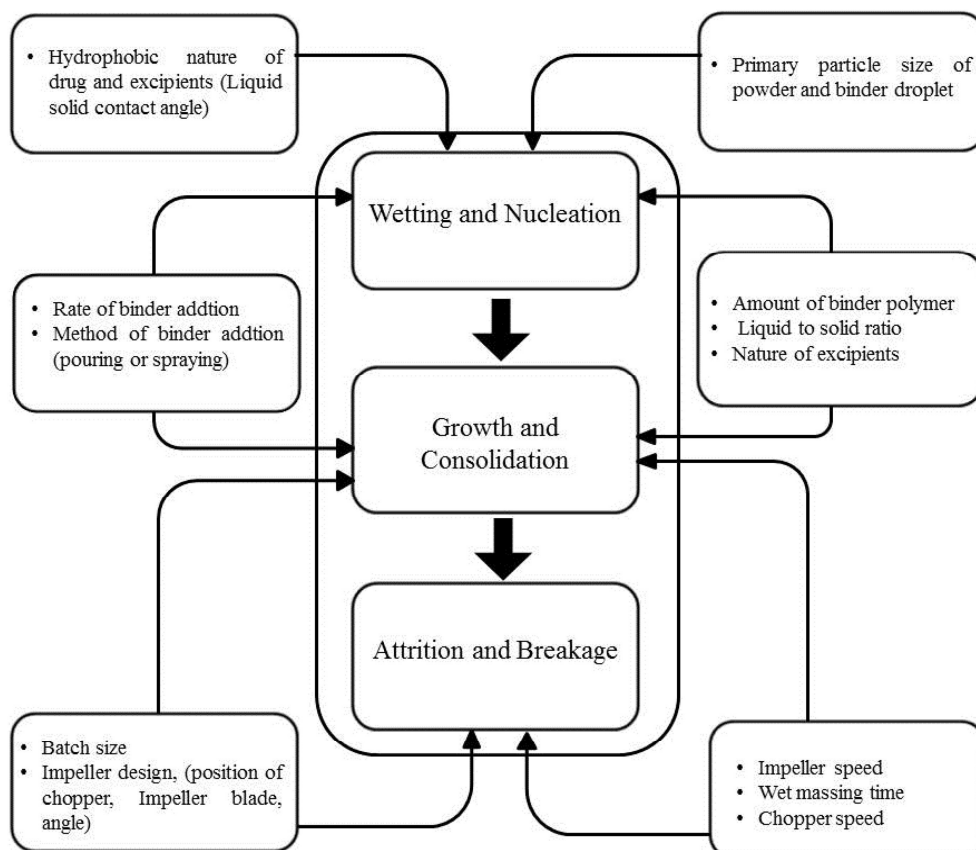 • Hydrophobic nature of
drug and excipients (Liquid
solid contact angle)
• Primary particle size of
powder and binder droplet
Wetting and Nucleation
• Rate of binder addtion
• Method of binder addtion
(pouring or spraying)
• Amount of binder polymer
• Liquid to solid ratio
• Nature of excipients
Growth and
Consolidation
Attrition and Breakage
• Batch size
• Impeller design, (position of
chopper, Impeller blade,
angle)
• Impeller speed
• Wet massing time
• Chopper speed